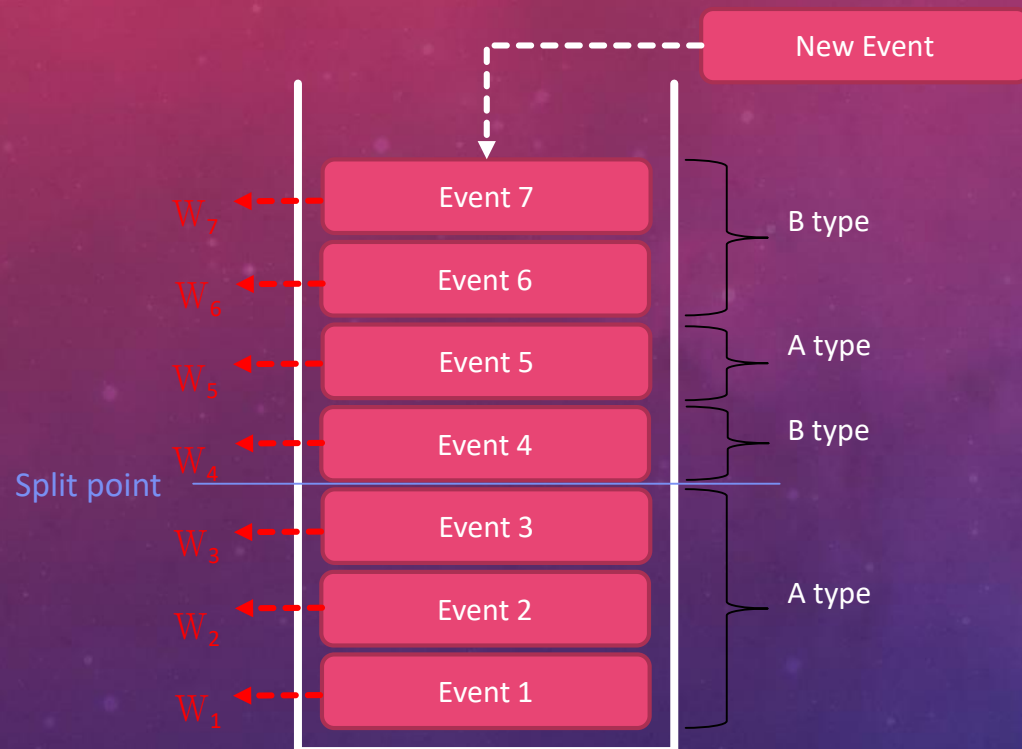 New Event
Event 7
W₇
B type
Event 6
W₆
Event 5
A type
W₅
Event 4
B type
W₄
Split point
Event 3
W₃
Event 2
A type
W₂
Event 1
W₁